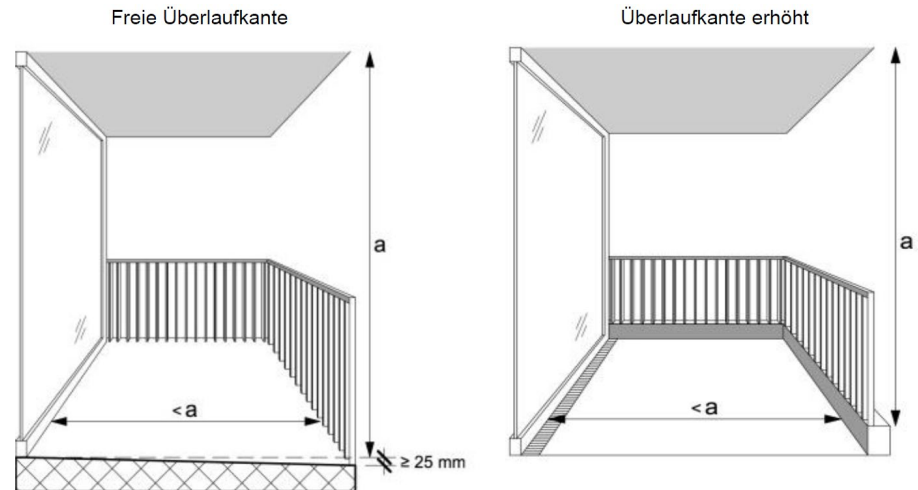 Freie Überlaufkante
Überlaufkante erhöht
a
a
<a
<a
≥ 25 mm